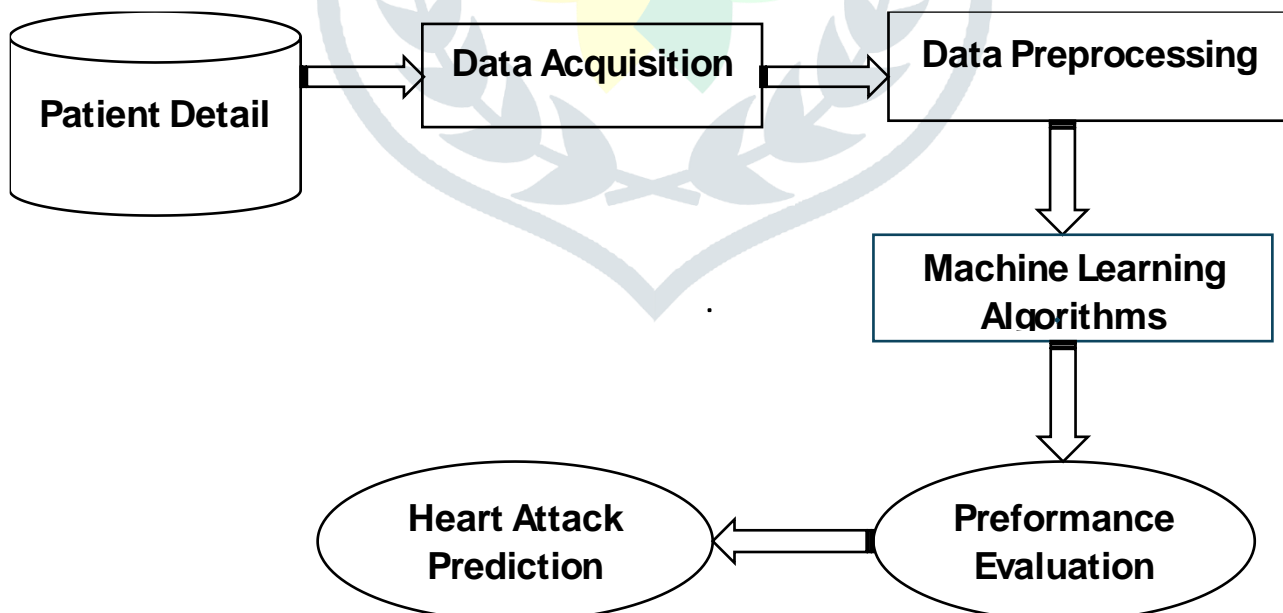 Patient Detail
Data Acquisition
Data Preprocessing
Machine Learning
Algorithms
.
Preformance
Evaluation
Heart Attack
Prediction